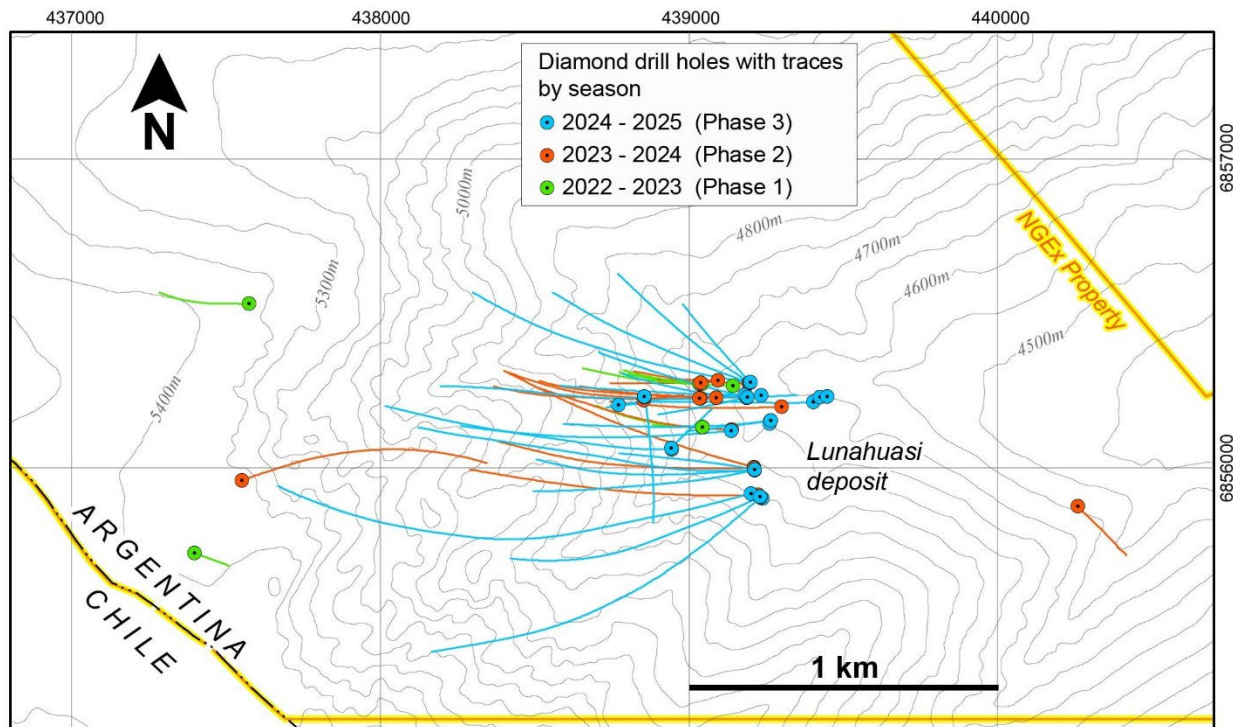 437000
438000
439000
440000
Diamond drill holes with traces
by season
2024 - 2025 (Phase 3)
2023 - 2024 (Phase 2)
2022 - 2023 (Phase 1)
N
5000m
4800m
4700m
4600m
4500m
5300m
5400m
6857000
NGEx Property
Lunahuasi
deposit
6856000
ARGENTINA
CHILE
1 km